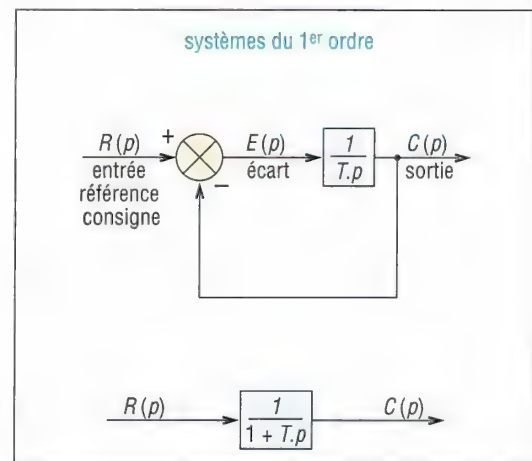 systèmes du 1er ordre
R(p) + E(p) 1 C(p)
entrée écart T.p sortie
référence –
consigne
R(p) 1 C(p)
1 + T.p